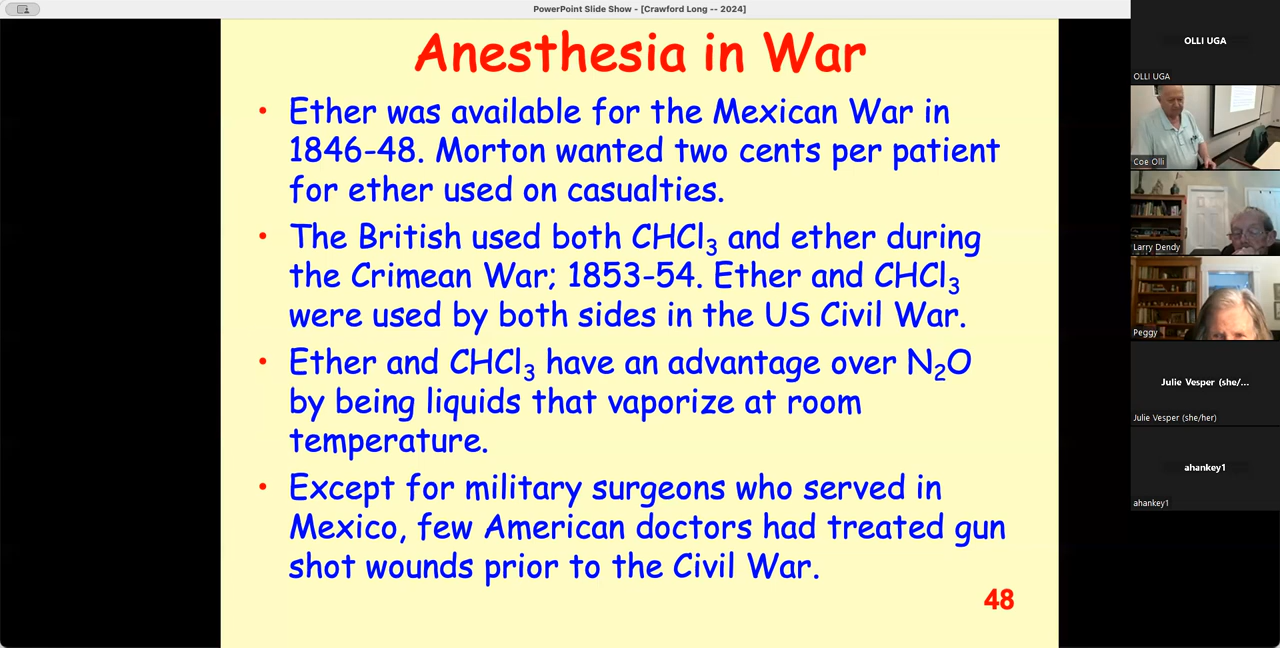 PowerPoint Slide Show - [Crawford Long -- 2024]
Anesthesia in War
• Ether was available for the Mexican War in
1846-48. Morton wanted two cents per patient
for ether used on casualties.
• The British used both CHCl₃ and ether during
the Crimean War; 1853-54. Ether and CHCl₃
were used by both sides in the US Civil War.
• Ether and CHCl₃ have an advantage over N₂O
by being liquids that vaporize at room
temperature.
• Except for military surgeons who served in
Mexico, few American doctors had treated gun
shot wounds prior to the Civil War.
48
OLLI UGA
OLLI UGA
Coe Olli
Larry Dendy
Peggy
Julie Vesper (she/...
Julie Vesper (she/her)
ahankey1
ahankey1